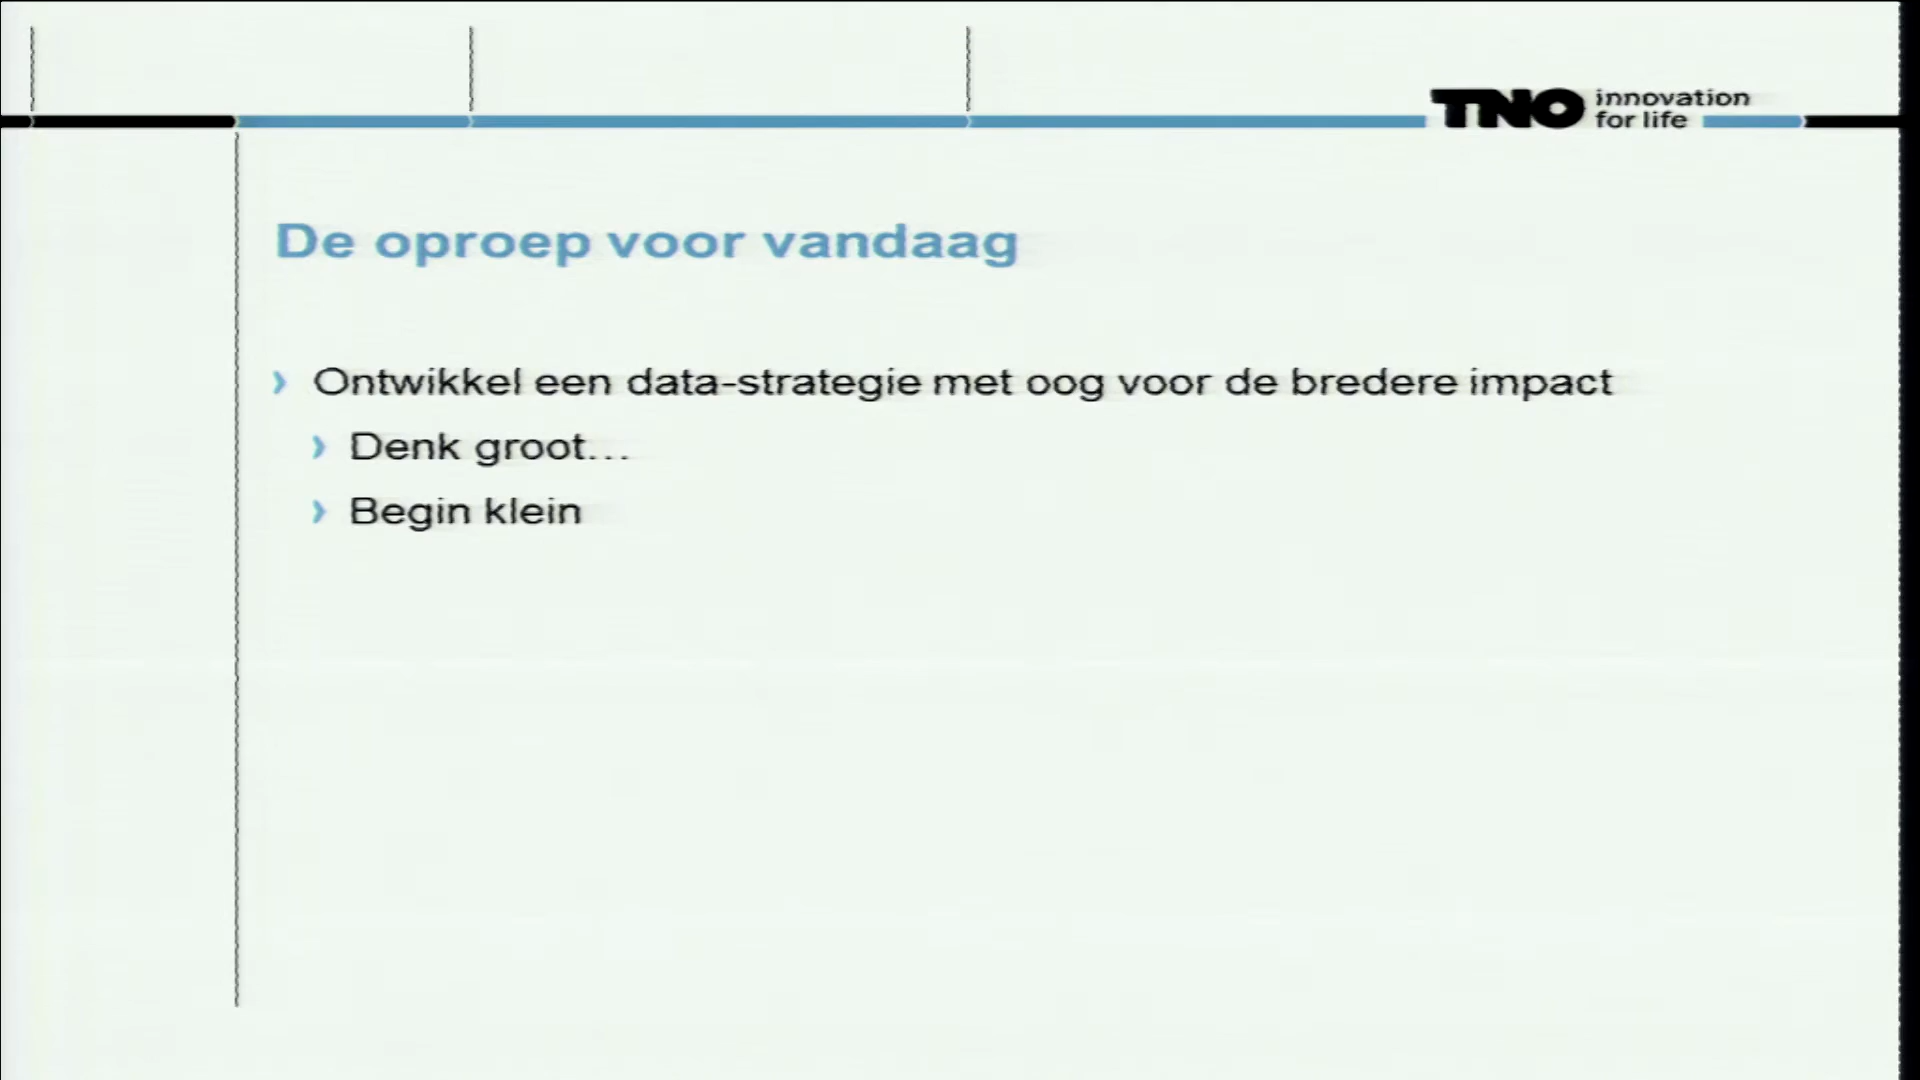 TNO innovation
for life
De oproep voor vandaag
› Ontwikkel een data-strategie met oog voor de bredere impact
› Denk groot...
› Begin klein